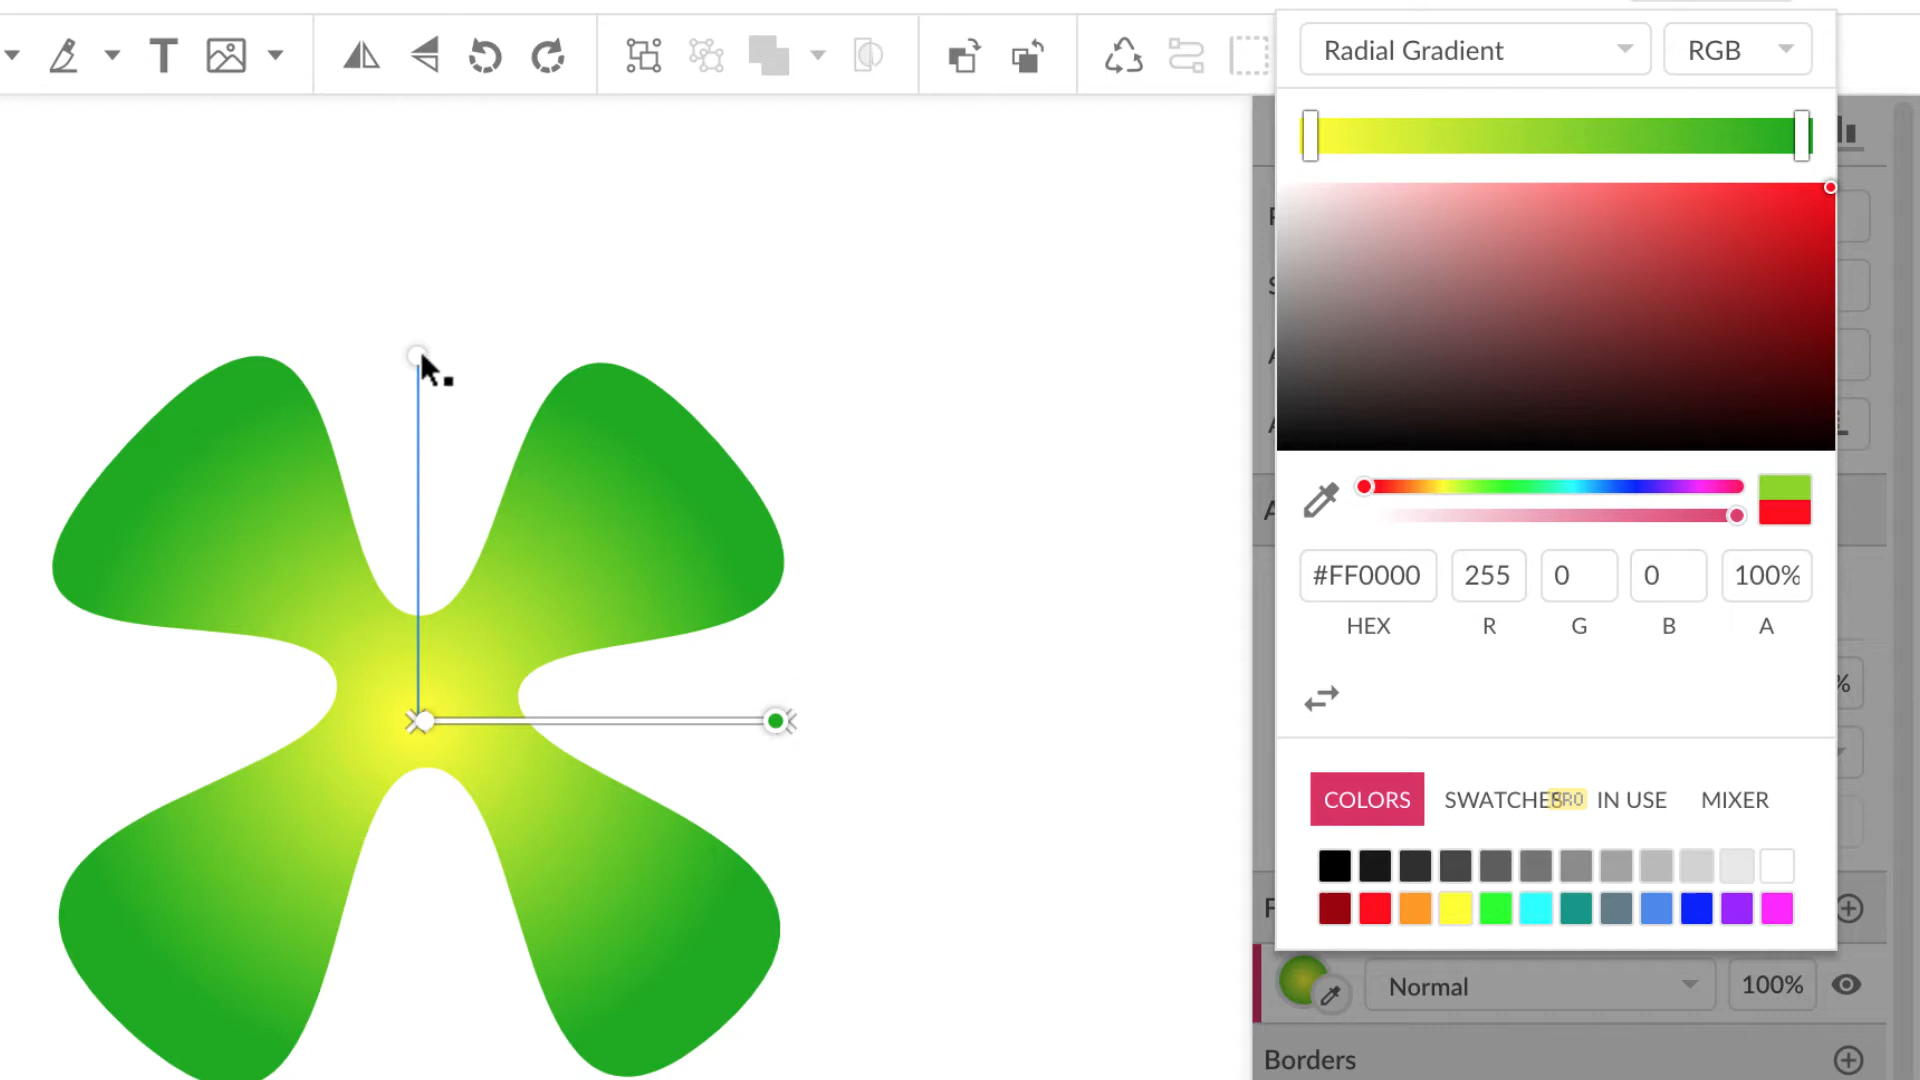 T
Radial Gradient
RGB
#FF0000
255
0
0
100%
HEX
R
G
B
A
%
COLORS
SWATCHES
PRO
IN USE
MIXER
Normal
100%
Borders